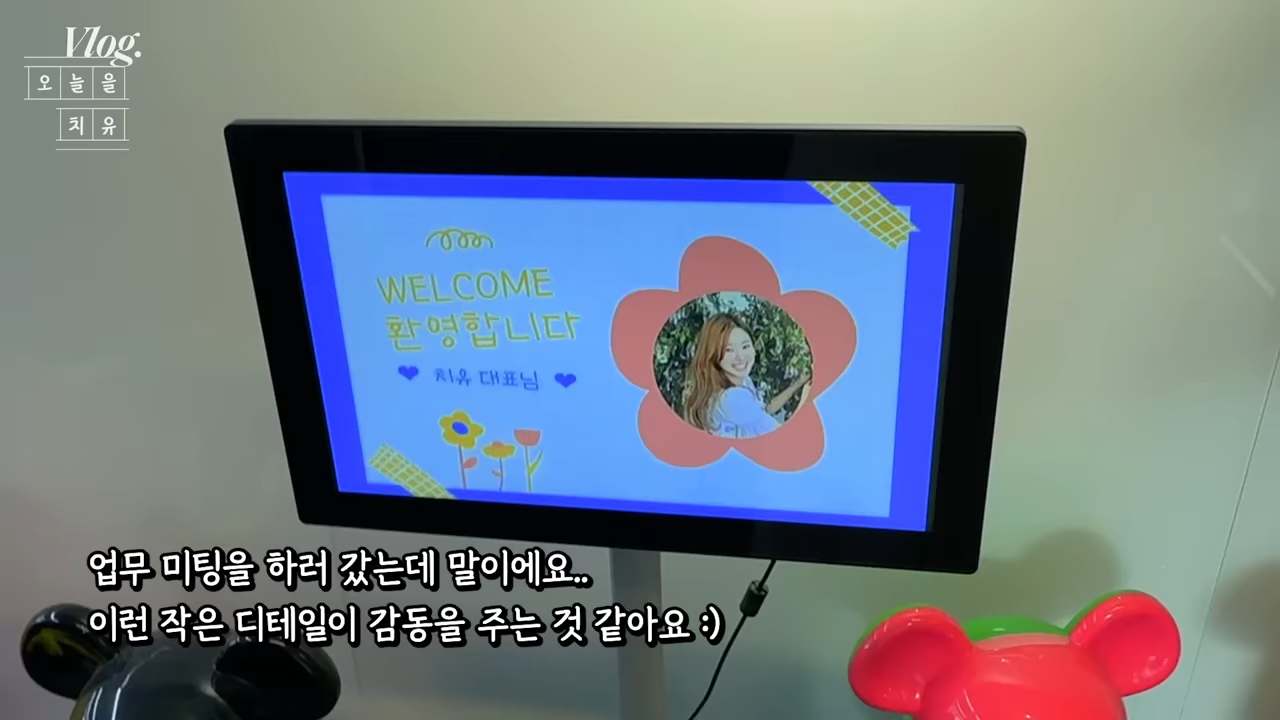 Vlog.
오늘을
치유
WELCOME
환영합니다
치유 대표님
업무 미팅을 하러 갔는데 말이에요..
이런 작은 디테일이 감동을 주는 것 같아요 :)